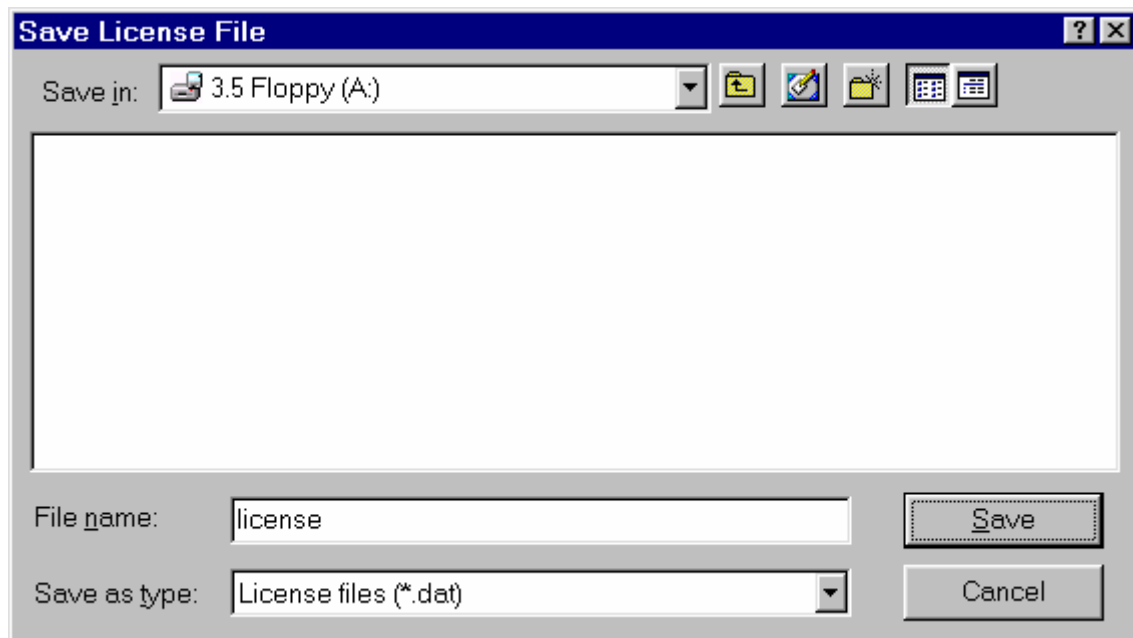 Save License File
Save in: 3.5 Floppy (A:)
File name: license Save
Save as type: License files (*.dat) Cancel